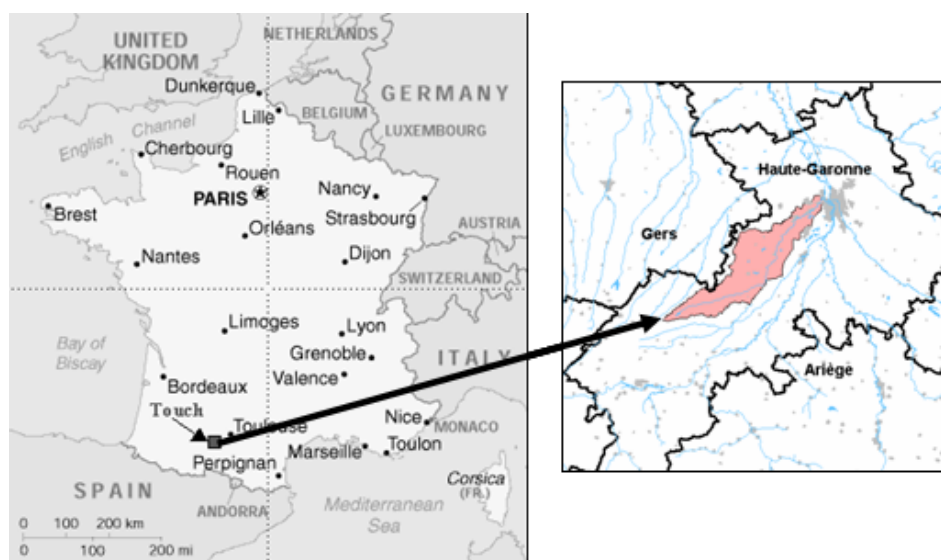 UNITED
KINGDOM
NETHERLANDS
Dunkerque
GERMANY
Lille
BELGIUM
LUXEMBOURG
English Channel
Cherbourg
Rouen
PARIS
Nancy
Strasbourg
Brest
Orléans
AUSTRIA
Nantes
Dijon
SWITZERLAND
Limoges
Lyon
Bay of
Biscay
Grenoble
ITALY
Valence
Bordeaux
Touch
Toulouse
Nice
MONACO
Marseille
Toulon
Perpignan
Corsica
(FR.)
SPAIN
ANDORRA
Mediterranean
Sea
0 100 200 km
0 100 200 mi
Haute-Garonne
Gers
Ariège